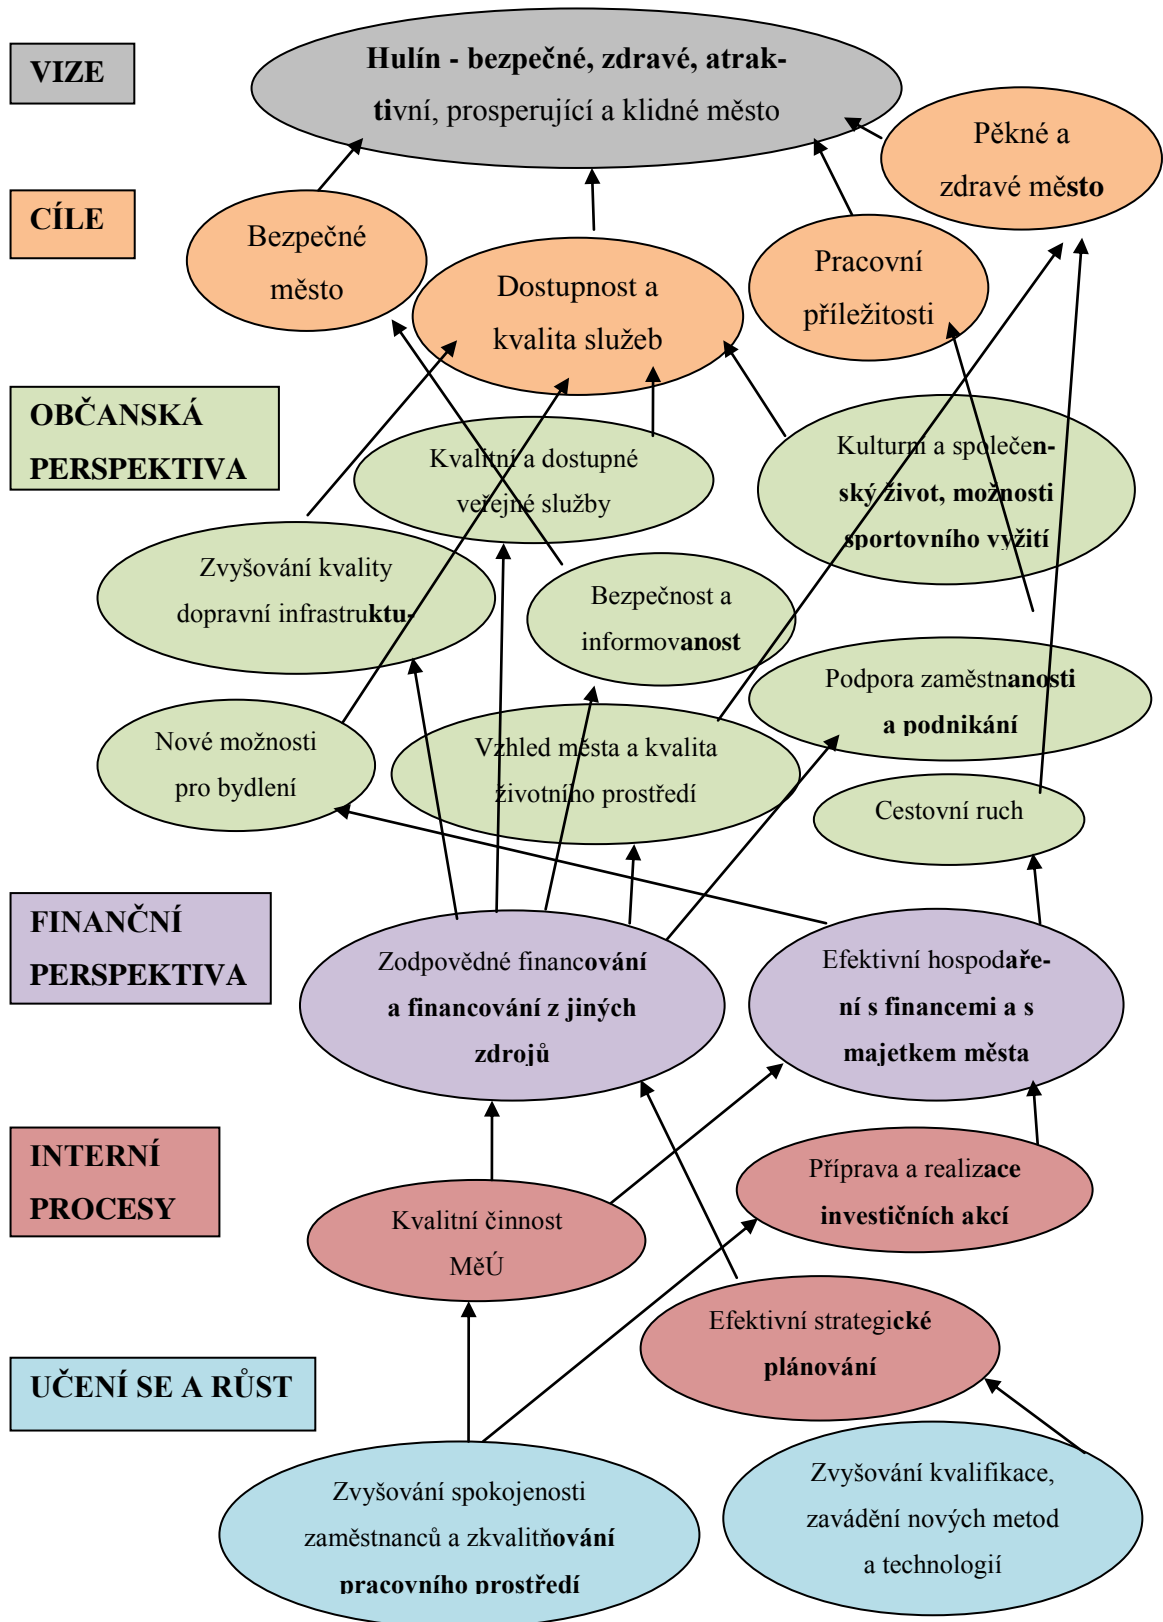 VIZE
Hulín - bezpečné, zdravé, atrak-
tivní, prosperující a klidné město
Pěkné a
zdravé město
CÍLE
Bezpečné
město
Dostupnost a
kvalita služeb
Pracovní
příležitosti
OBČANSKÁ
PERSPEKTIVA
Kvalitní a dostupné
veřejné služby
Kulturní a společen-
ský život, možnosti
sportovního vyžití
Zvyšování kvality
dopravní infrastruktu-
Bezpečnost a
informovanost
Podpora zaměstnanosti
a podnikání
Nové možnosti
pro bydlení
Vzhled města a kvalita
životního prostředí
Cestovní ruch
FINANČNÍ
PERSPEKTIVA
Zodpovědné financování
a financování z jiných
zdrojů
Efektivní hospodaře-
ní s financemi a s
majetkem města
INTERNÍ
PROCESY
Kvalitní činnost
MěÚ
Příprava a realizace
investičních akcí
Efektivní strategické
plánování
UČENÍ SE A RŮST
Zvyšování spokojenosti
zaměstnanců a zkvalitňování
pracovního prostředí
Zvyšování kvalifikace,
zavádění nových metod
a technologií